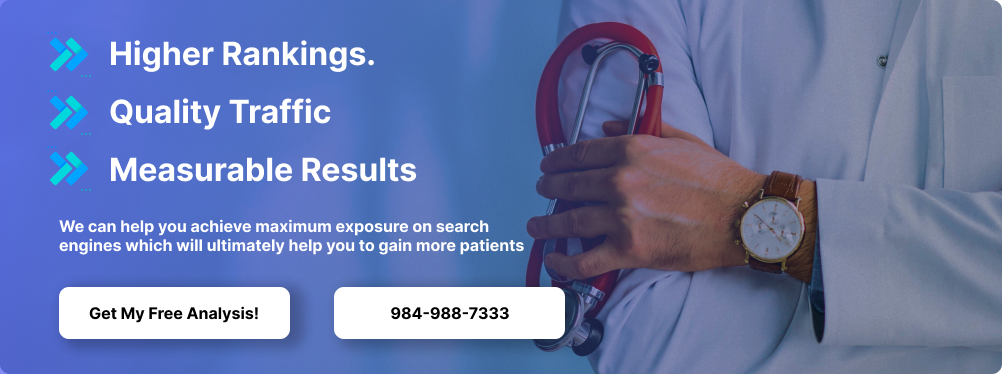 Higher Rankings.
Quality Traffic
Measurable Results
We can help you achieve maximum exposure on search
engines which will ultimately help you to gain more patients
Get My Free Analysis!
984-988-7333